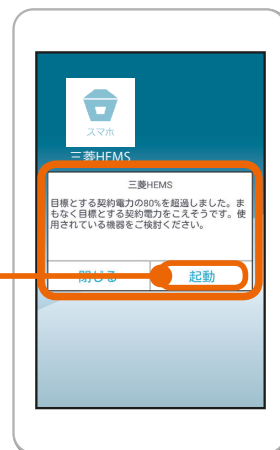 スマホ
三菱HEMS
三菱HEMS
目標とする契約電力の80%を超過しました。ま
もなく目標とする契約電力をこえそうです。使
用されている機器をご検討ください。
閉じる
起動